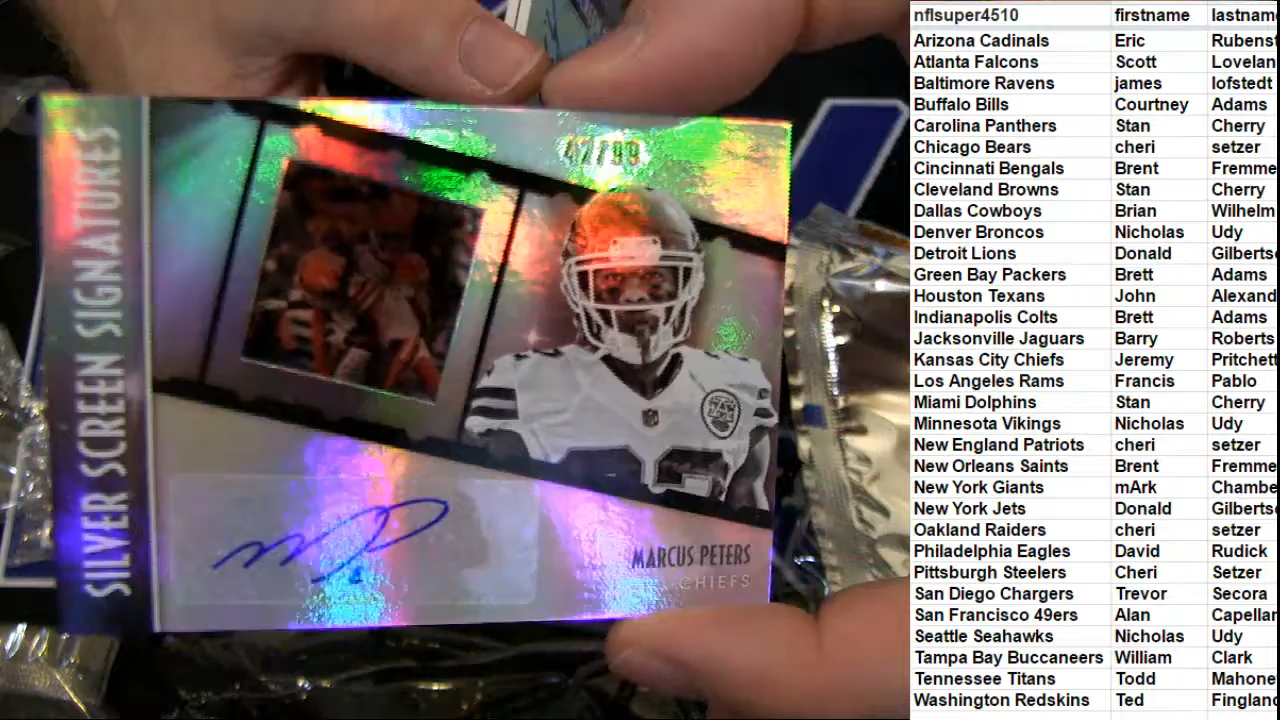 SILVER SCREEN SIGNATURES
42/99
MARCUS PETERS
CHIEFS
nflsuper4510 firstname lastname
Arizona Cadinals Eric Rubenst
Atlanta Falcons Scott Lovelan
Baltimore Ravens james lofstedt
Buffalo Bills Courtney Adams
Carolina Panthers Stan Cherry
Chicago Bears cheri setzer
Cincinnati Bengals Brent Fremme
Cleveland Browns Stan Cherry
Dallas Cowboys Brian Wilhelm
Denver Broncos Nicholas Udy
Detroit Lions Donald Gilbertso
Green Bay Packers Brett Adams
Houston Texans John Alexand
Indianapolis Colts Brett Adams
Jacksonville Jaguars Barry Roberts
Kansas City Chiefs Jeremy Pritchett
Los Angeles Rams Francis Pablo
Miami Dolphins Stan Cherry
Minnesota Vikings Nicholas Udy
New England Patriots cheri setzer
New Orleans Saints Brent Fremme
New York Giants mArk Chambe
New York Jets Donald Gilbertso
Oakland Raiders cheri setzer
Philadelphia Eagles David Rudick
Pittsburgh Steelers Cheri Setzer
San Diego Chargers Trevor Secora
San Francisco 49ers Alan Capellar
Seattle Seahawks Nicholas Udy
Tampa Bay Buccaneers William Clark
Tennessee Titans Todd Mahone
Washington Redskins Ted Fingland